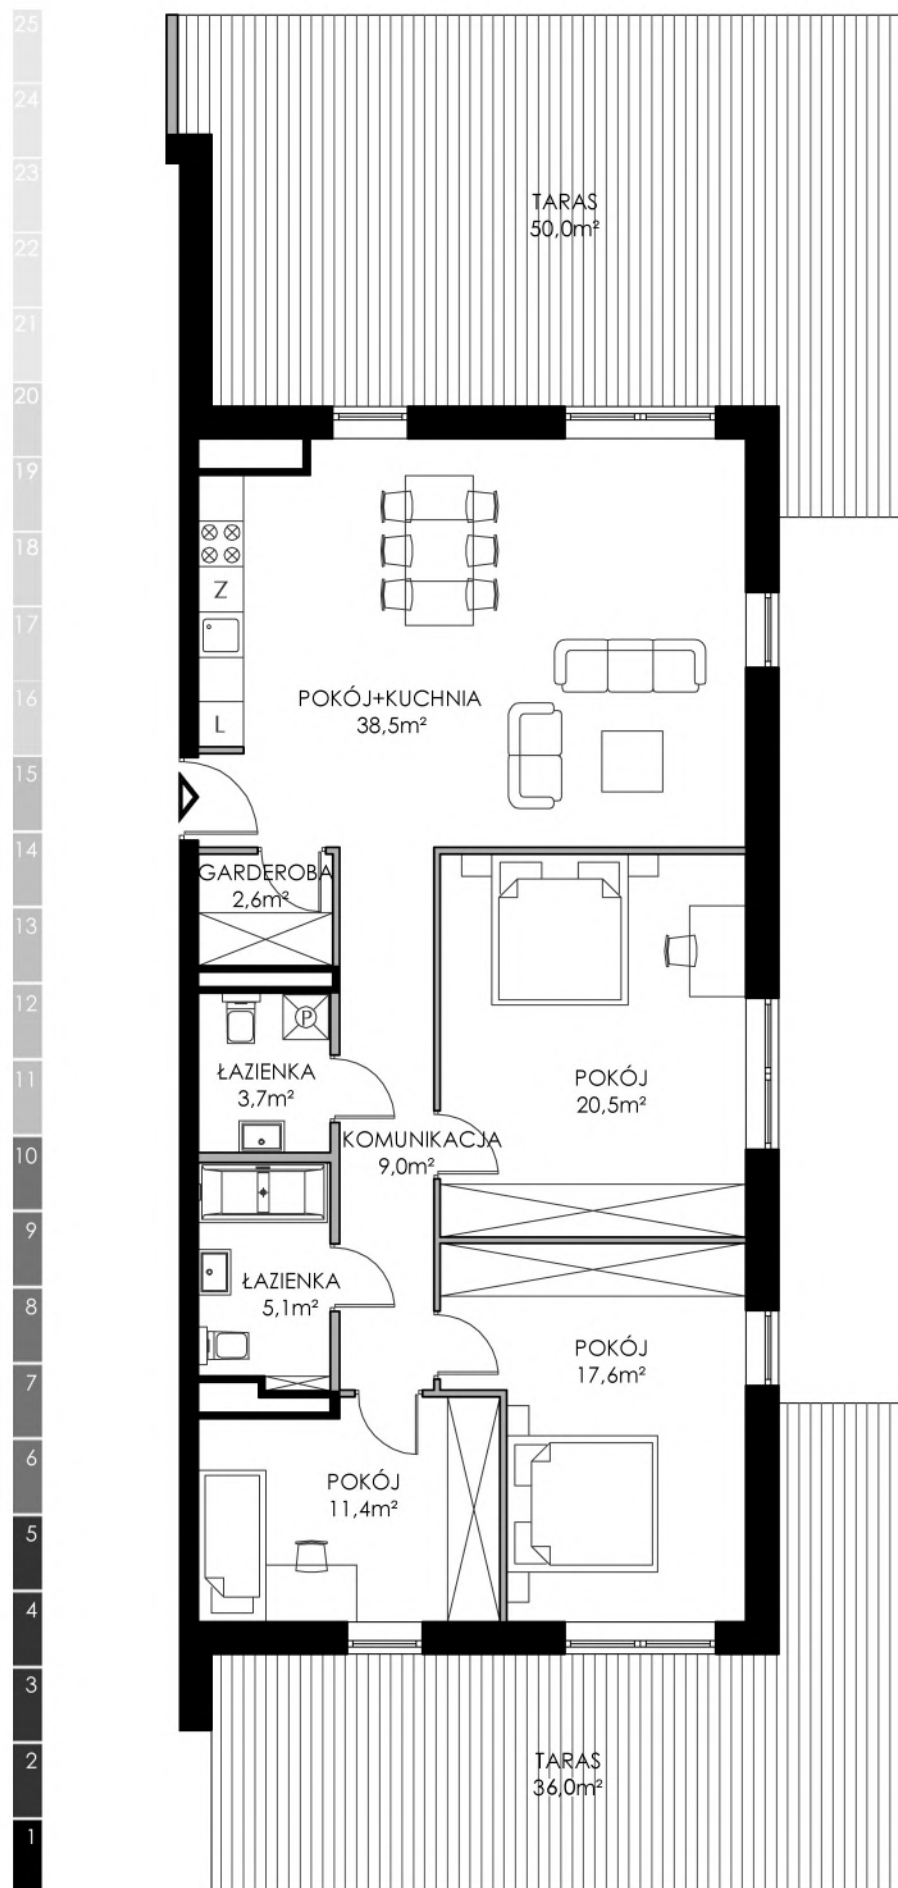 25
24
23
22
21
20
19
18
17
16
15
14
13
12
11
10
9
8
7
6
5
4
3
2
1
TARAS
50,0m²
Z
L
POKÓJ+KUCHNIA
38,5m²
GARDEROBA
2,6m²
P
ŁAZIENKA
3,7m²
POKÓJ
20,5m²
KOMUNIKACJA
9,0m²
ŁAZIENKA
5,1m²
POKÓJ
17,6m²
POKÓJ
11,4m²
TARAS
36,0m²